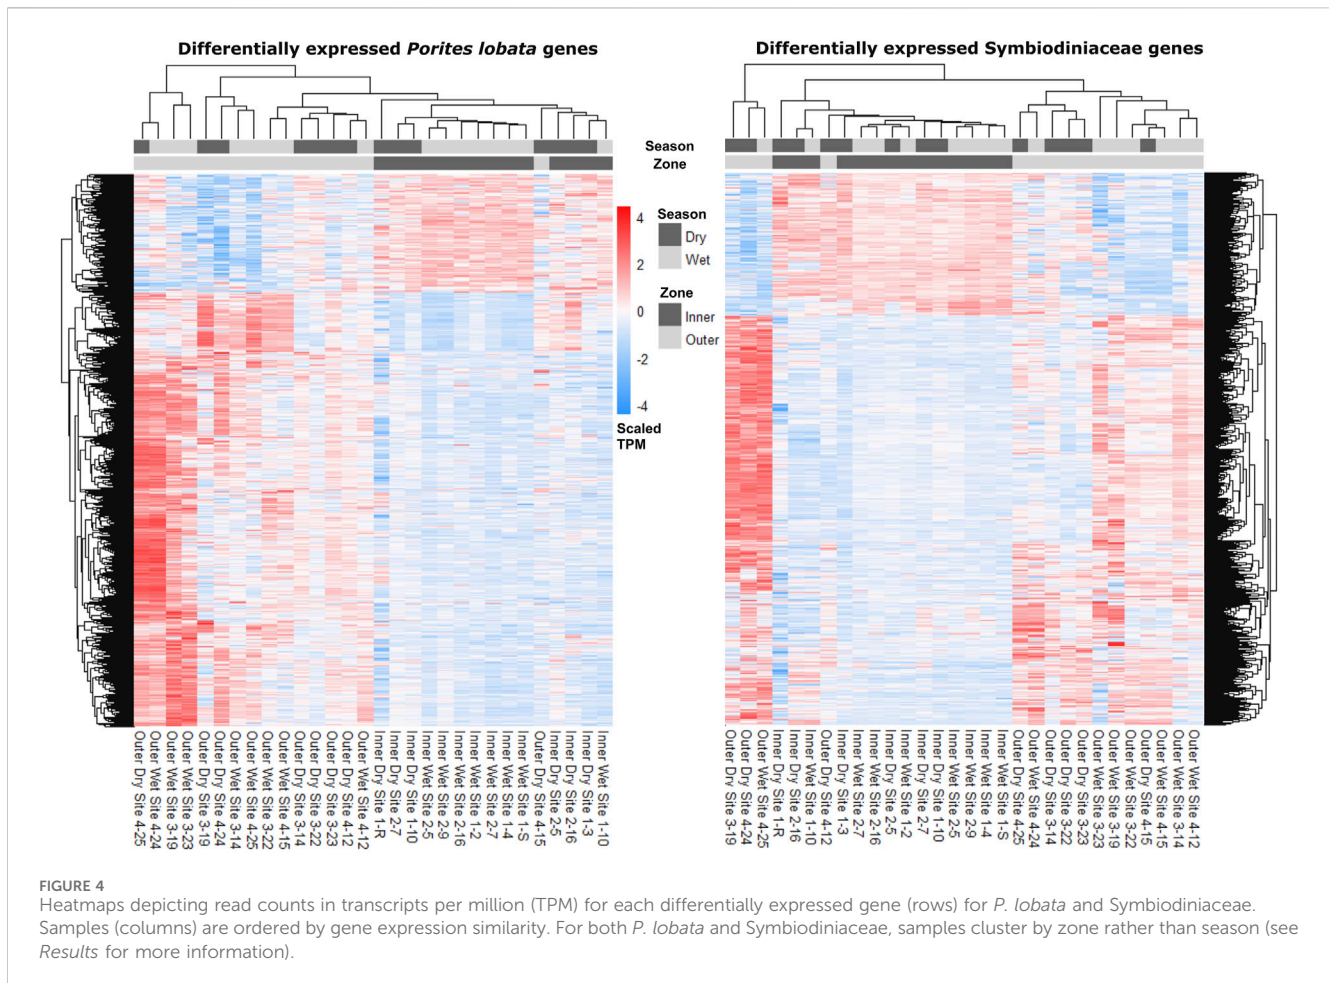 Differentially expressed Porites lobata genes
Differentially expressed Symbiodiniaceae genes
Season
Zone
4
2
0
-2
-4
Scaled
TPM
Season
Dry
Wet
Zone
Inner
Outer
Outer Dry Site 4-25
Outer Wet Site 4-24
Outer Wet Site 3-19
Outer Wet Site 3-23
Outer Dry Site 3-19
Outer Dry Site 4-24
Outer Wet Site 3-14
Outer Wet Site 4-25
Outer Wet Site 3-22
Outer Wet Site 4-15
Outer Dry Site 3-14
Outer Dry Site 3-22
Outer Dry Site 3-23
Outer Dry Site 4-12
Outer Wet Site 4-12
Inner Dry Site 1-R
Inner Dry Site 2-7
Inner Dry Site 1-10
Inner Wet Site 2-5
Inner Wet Site 2-9
Inner Wet Site 2-16
Inner Wet Site 1-2
Inner Wet Site 2-7
Inner Wet Site 1-4
Inner Wet Site 1-S
Outer Dry Site 4-15
Inner Dry Site 2-5
Inner Dry Site 2-16
Inner Dry Site 1-3
Inner Wet Site 1-10
Outer Dry Site 3-19
Outer Dry Site 4-24
Outer Wet Site 4-25
Inner Dry Site 1-R
Inner Dry Site 2-16
Inner Wet Site 1-10
Outer Dry Site 4-12
Inner Dry Site 1-3
Inner Wet Site 2-7
Inner Wet Site 2-16
Inner Dry Site 2-5
Inner Wet Site 1-2
Inner Dry Site 2-7
Inner Dry Site 1-10
Inner Wet Site 2-5
Inner Wet Site 2-9
Inner Wet Site 1-4
Inner Wet Site 1-S
Outer Dry Site 4-25
Outer Wet Site 4-24
Outer Dry Site 3-14
Outer Dry Site 3-22
Outer Dry Site 3-23
Outer Wet Site 3-23
Outer Wet Site 3-19
Outer Wet Site 3-22
Outer Dry Site 4-15
Outer Wet Site 4-15
Outer Wet Site 3-14
Outer Wet Site 4-12
FIGURE 4
Heatmaps depicting read counts in transcripts per million (TPM) for each differentially expressed gene (rows) for P. lobata and Symbiodiniaceae.
Samples (columns) are ordered by gene expression similarity. For both P. lobata and Symbiodiniaceae, samples cluster by zone rather than season (see
Results for more information).